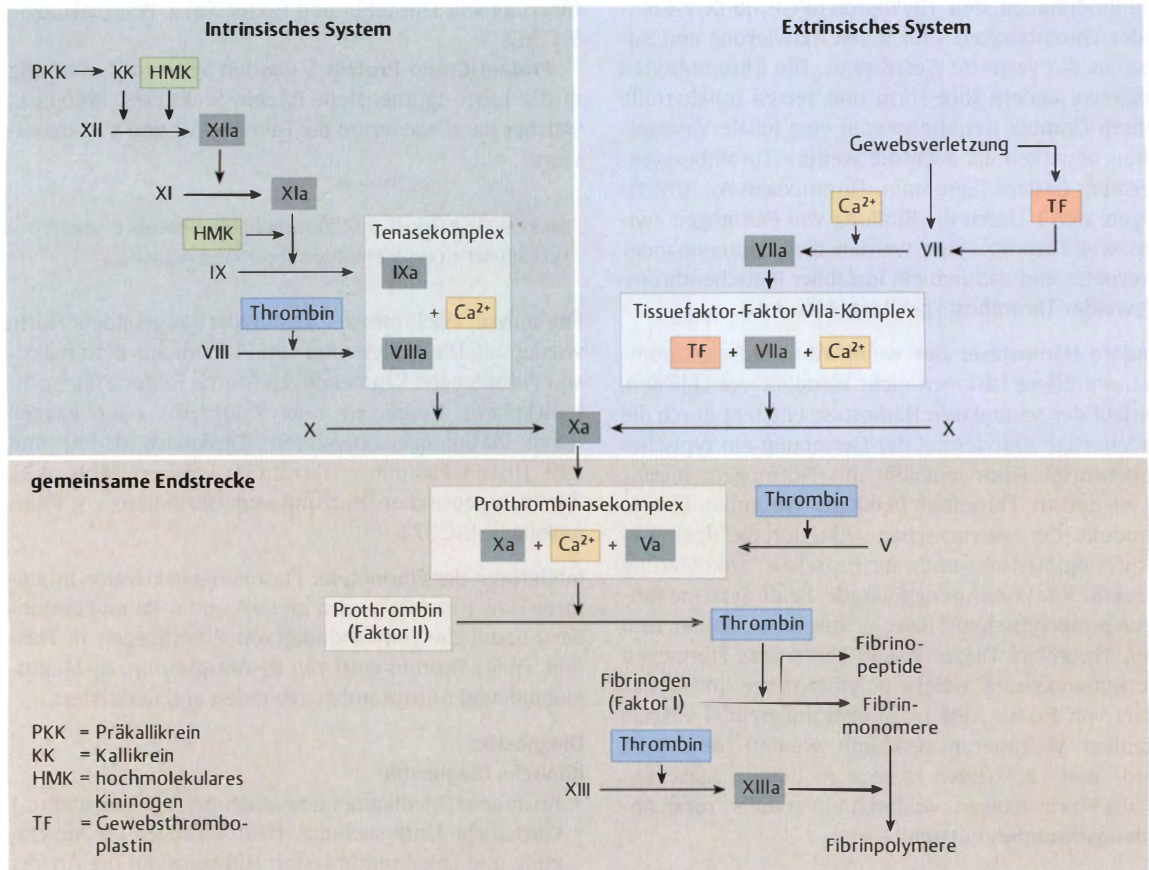 Intrinsisches System
PKK KK HMK
XII XIIa
XI XIa
HMK
Tenasekomplex
IX IXa
Thrombin + Ca²⁺
VIII VIIIa
X Xa X
Extrinsisches System
Gewebsverletzung
Ca²⁺ TF
VIIa VII
Tissuefaktor-Faktor VIIa-Komplex
TF + VIIa + Ca²⁺
gemeinsame Endstrecke
Prothrombinasekomplex
Xa + Ca²⁺ + Va
Thrombin
V
Prothrombin
(Faktor II)
Thrombin
Fibrino-
peptide
Fibrinogen
(Faktor I)
Fibrin-
monomere
Thrombin
XIII XIIIa
Fibrinpolymere
PKK = Präkallikrein
KK = Kallikrein
HMK = hochmolekulares
Kininogen
TF = Gewebsthrombo-
plastin